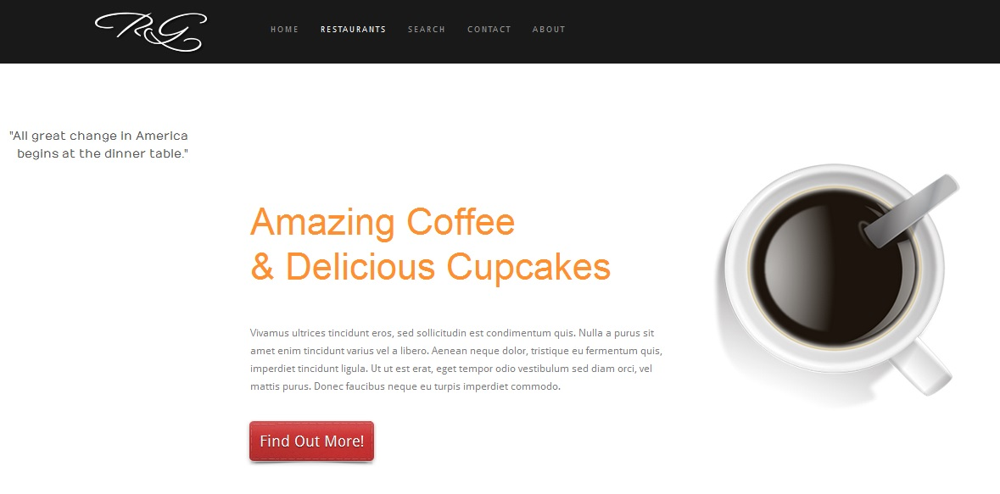 RG
HOME RESTAURANTS SEARCH CONTACT ABOUT
"All great change in America
begins at the dinner table."
Amazing Coffee
& Delicious Cupcakes
Vivamus ultrices tincidunt eros, sed sollicitudin est condimentum quis. Nulla a purus sit
amet enim tincidunt varius vel a libero. Aenean neque dolor, tristique eu fermentum quis,
imperdiet tincidunt ligula. Ut ut est erat, eget tempor odio vestibulum sed diam orci, vel
mattis purus. Donec faucibus neque eu turpis imperdiet commodo.
Find Out More!